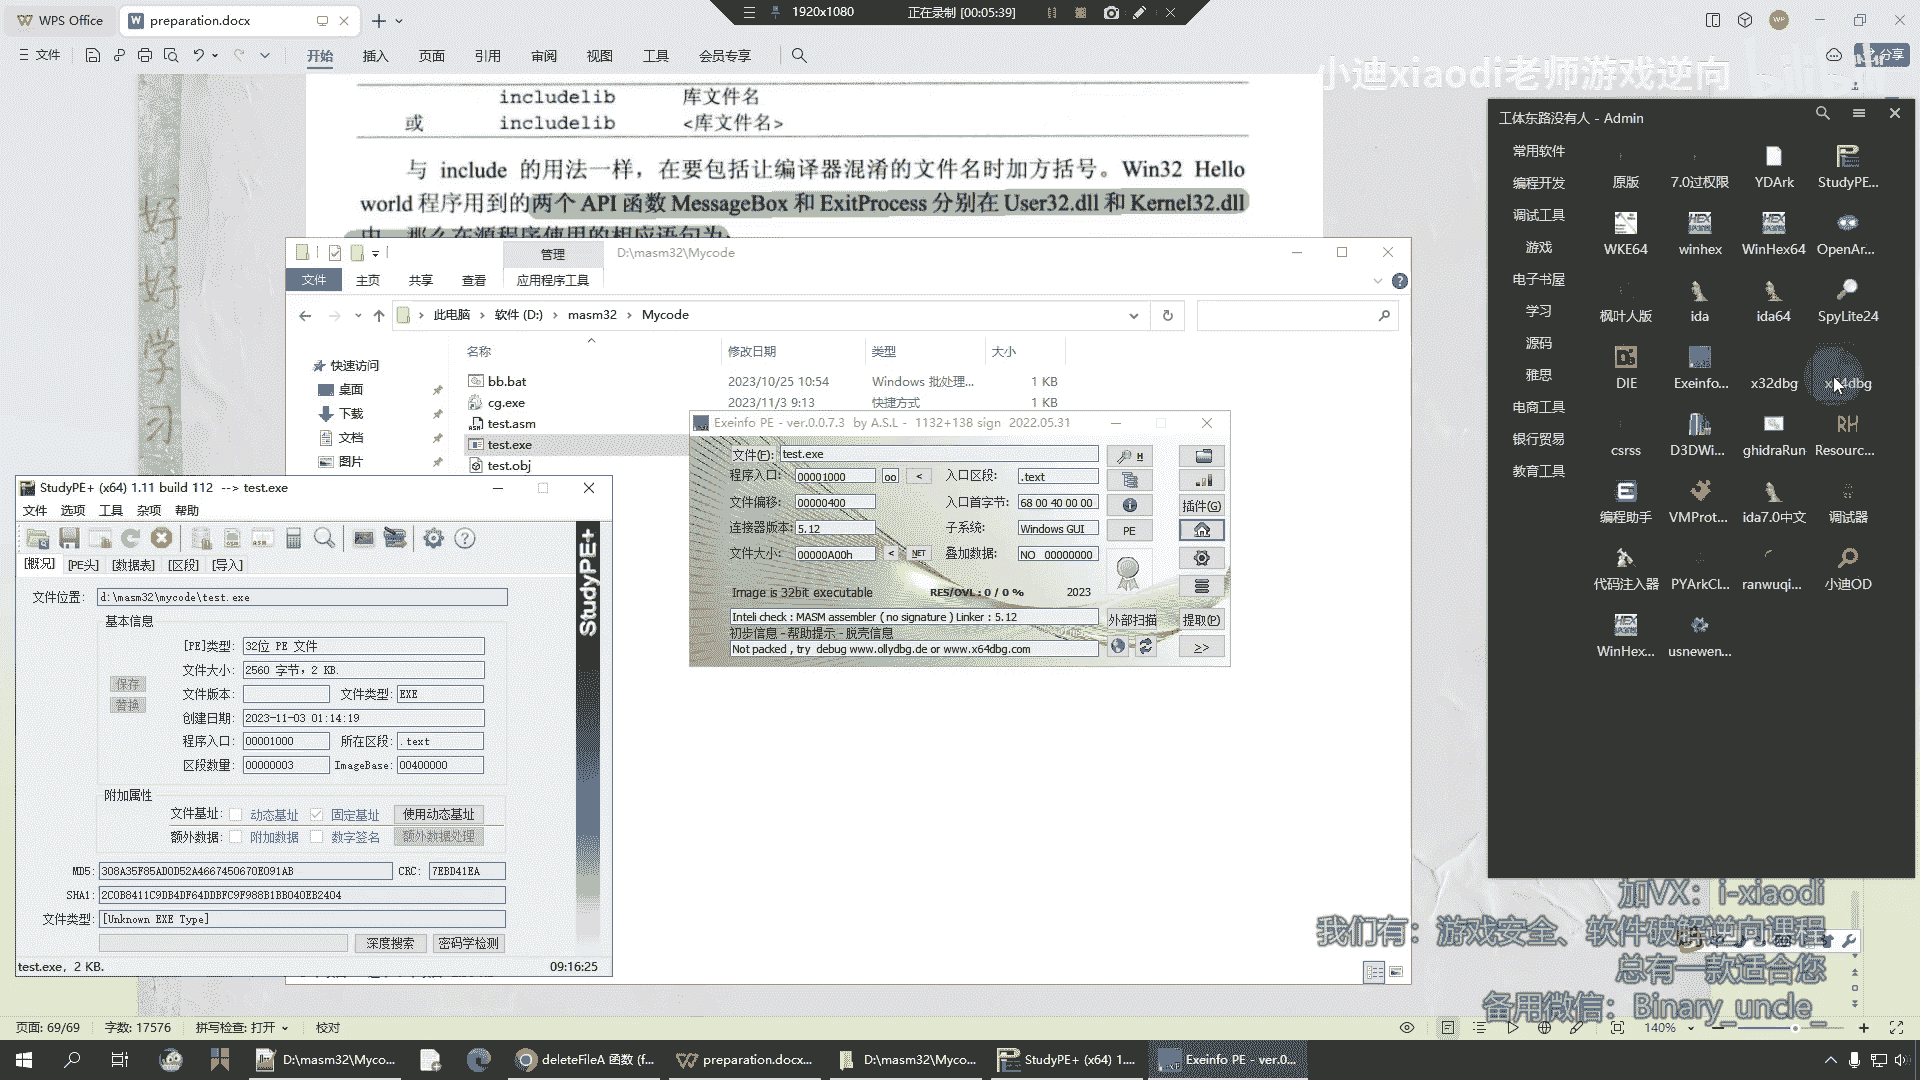 WPS Office
preparation.docx
1920x1080
正在录制 [00:05:39]
文件
开始
插入
页面
引用
审阅
视图
工具
会员专享
分享
小迪xiaodi老师游戏逆向
includelib 库文件名
或 includelib <库文件名>
与 include 的用法一样，在要包括让编译器混淆的文件名时加方括号。Win32 Hello
world 程序用到的两个 API 函数 MessageBox 和 ExitProcess 分别在 User32.dll 和 Kernel32.dll
中，那么在源程序使用的相应语句为
管理
D:\masm32\Mycode
文件
主页
共享
查看
应用程序工具
此电脑 › 软件 (D:) › masm32 › Mycode
名称
修改日期
类型
大小
快速访问
桌面
下载
文档
图片
bb.bat 2023/10/25 10:54 Windows 批处理... 1 KB
cg.exe 2023/11/3 9:13 快捷方式 1 KB
test.asm
test.exe
test.obj
Exeinfo PE - ver.0.0.7.3 by A.S.L - 1132+138 sign 2022.05.31
文件(F): test.exe
H
程序入口: 00001000 oo < 入口区段: .text
文件偏移: 00000400 入口首字节: 68 00 40 00 00 插件(G)
连接器版本: 5.12 子系统: Windows GUI PE
文件大小: 00000A00h < NET 叠加数据: NO 00000000
Image is 32bit executable RES/OVL : 0 / 0 % 2023
Inteli check : MASM assembler ( no signature ) Linker : 5.12 外部扫描 提取(P)
初步信息 - 帮助提示 - 脱壳信息
Not packed , try debug www.ollydbg.de or www.x64dbg.com >>
StudyPE+ (x64) 1.11 build 112 --> test.exe
文件 选项 工具 杂项 帮助
[概况] [PE头] [数据表] [区段] [导入]
StudyPE+
文件位置: d:\masm32\mycode\test.exe
基本信息
[PE]类型: 32位 PE 文件
文件大小: 2560 字节，2 KB.
保存
文件版本: 文件类型: EXE
替换
创建日期: 2023-11-03 01:14:19
程序入口: 00001000 所在区段: .text
区段数量: 00000003 ImageBase: 00400000
附加属性
文件基址: 动态基址 固定基址 使用动态基址
额外数据: 附加数据 数字签名 额外数据处理
MD5: 308A35F85AD0D52A4667450670E091AB CRC: 7EBD41EA
SHA1: 2C0B8411C9DB4DF64DDBFC9F988B1BB040EB2404
文件类型: [Unknown EXE Type]
深度搜索 密码学检测
test.exe, 2 KB. 09:16:25
好好学习
工体东路没有人 - Admin
常用软件
编程开发
调试工具
游戏
电子书屋
学习
源码
雅思
电商工具
银行贸易
教育工具
原版 7.0过权限 YDArk StudyPE...
WKE64 winhex WinHex64 OpenAr...
枫叶人版 ida ida64 SpyLite24
DIE Exeinfo... x32dbg x64dbg
csrss D3DWi... ghidraRun Resourc...
编程助手 VMProt... ida7.0中文 调试器
代码注入器 PYArkCl... ranwuqi... 小迪OD
WinHex... usnewen...
加VX：i-xiaodi
我们有：游戏安全、软件破解逆向课程
总有一款适合您
备用微信：Binary_uncle_
页面: 69/69
字数: 17576
拼写检查: 打开
校对
140%
D:\masm32\Myco...
deleteFileA 函数 (f...
preparation.docx...
D:\masm32\Myco...
StudyPE+ (x64) 1....
Exeinfo PE - ver.0...